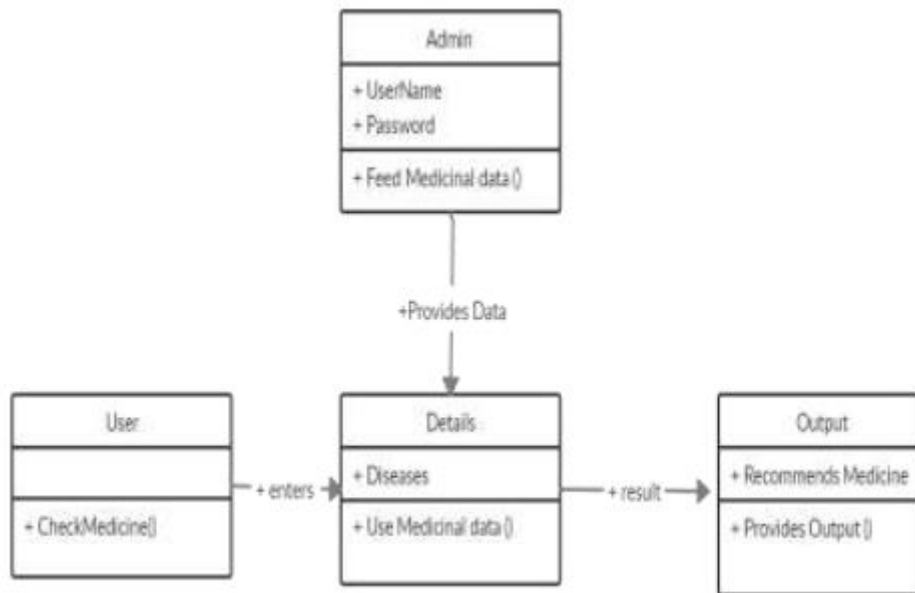 Admin
+ UserName
+ Password
+ Feed Medicinal data ()
+Provides Data
User
+ CheckMedicine()
+ enters
Details
+ Diseases
+ Use Medicinal data ()
+ result
Output
+ Recommends Medicine
+ Provides Output ()